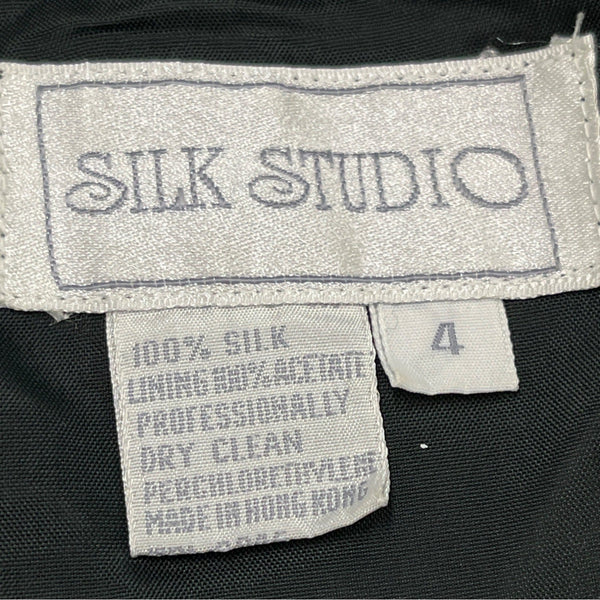 SILK STUDIO
4
100% SILK
LINING 100% ACETATE
PROFESSIONALLY
DRY CLEAN
PERCHLORETHYLENE
MADE IN HONG KONG